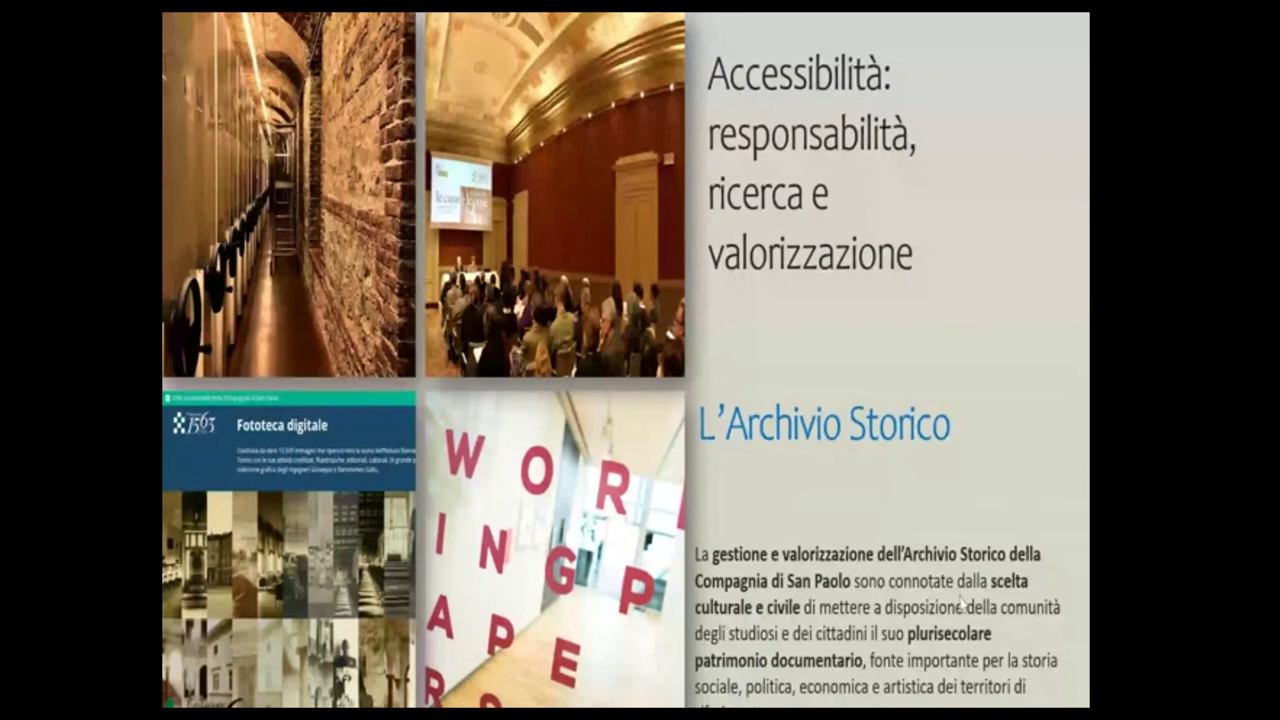 Accessibilità:
responsabilità,
ricerca e
valorizzazione
L'Archivio Storico
La gestione e valorizzazione dell'Archivio Storico della
Compagnia di San Paolo sono connotate dalla scelta
culturale e civile di mettere a disposizione della comunità
degli studiosi e dei cittadini il suo plurisecolare
patrimonio documentario, fonte importante per la storia
sociale, politica, economica e artistica dei territori di
1563
Fototeca digitale
W O R
I N G P
A P E
R